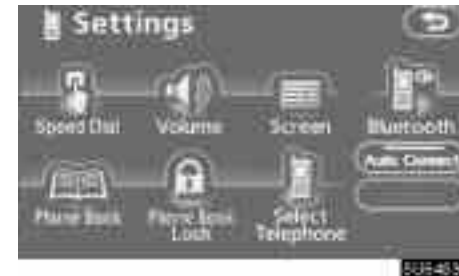 Settings
Speed Dial
Volume
Screen
Bluetooth
Auto Connect
Phone Book
Phone Book
Lock
Select
Telephone